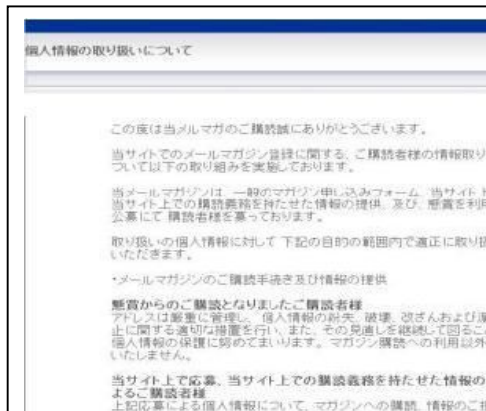 個人情報の取り扱いについて
この度は当メルマガのご購読誠にありがとうございます。
当サイトでのメールマガジン登録に関する、ご購読者様の情報取り
ついて以下の取り組みを実施しております。
当メールマガジンは、一般のマガジン申し込みフォーム、当サイト
当サイト上での購読義務を持たせた情報の提供、及び、懸賞を利用
公募にて 購読者様を募っております。
取り扱いの個人情報に対して 下記の目的の範囲内で適正に取り扱
いただきます。
・メールマガジンのご購読手続き及び情報の提供
懸賞からのご購読となりましたご購読者様
アドレスは厳重に管理し、個人情報の紛失、破壊、改ざんおよび漏
止に関する適切な措置を行い、また、その見直しを継続して図るこ
個人情報の保護に努めてまいります。マガジン購読への利用以外
いたしません。
当サイト上で応募、当サイト上での購読義務を持たせた情報の
よるご購読者様
上記応募による個人情報について、マガジンへの購読、情報のご提